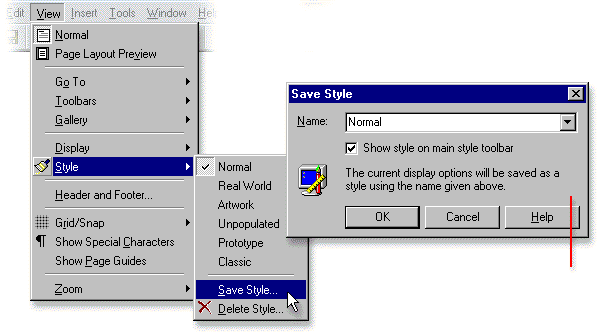 dit View Insert Tools Window He
Normal
Page Layout Preview
Go To
Toolbars
Gallery
Display
Style
Header and Footer...
Grid/Snap
Show Special Characters
Show Page Guides
Zoom
Normal
Real World
Artwork
Unpopulated
Prototype
Classic
Save Style...
Delete Style...
Save Style
Name: Normal
Show style on main style toolbar
The current display options will be saved as a
style using the name given above.
OK Cancel Help